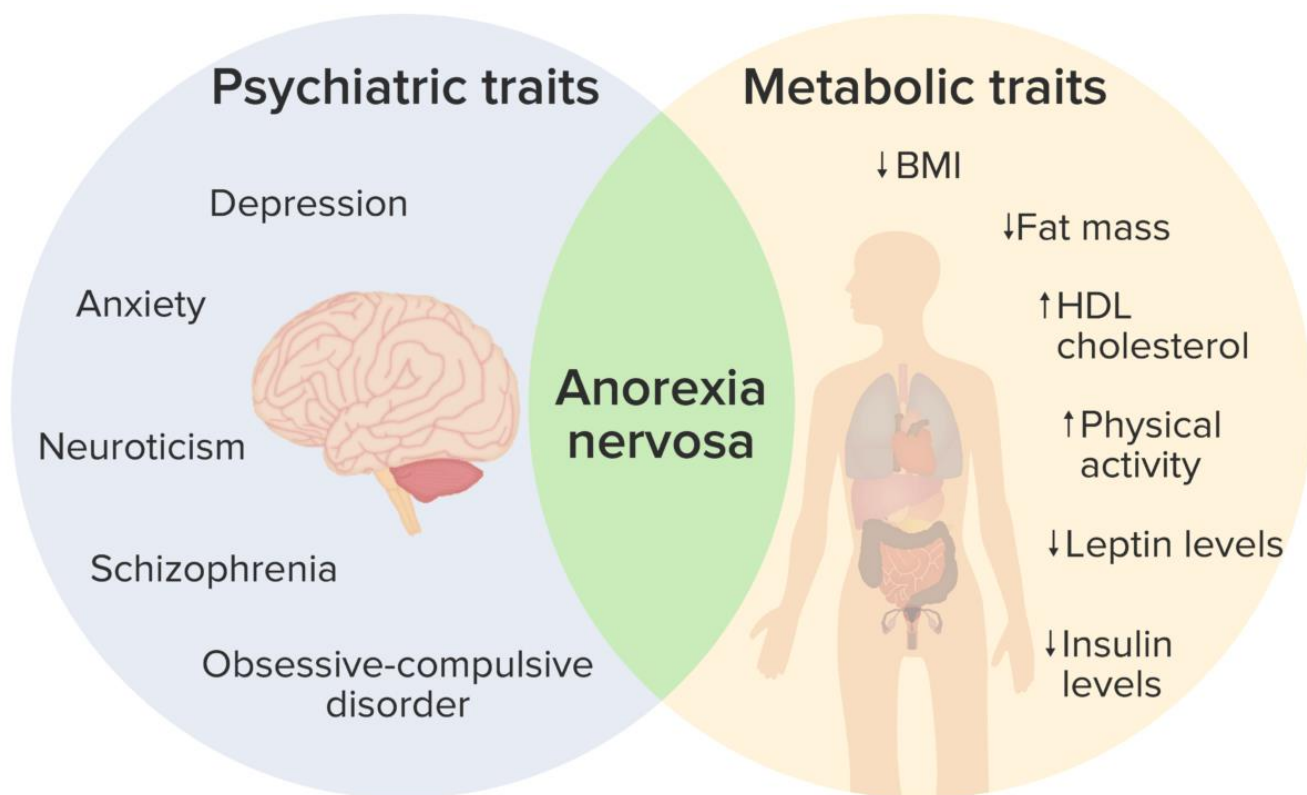 Psychiatric traits
Depression
Anxiety
Neuroticism
Schizophrenia
Obsessive-compulsive
disorder
Anorexia
nervosa
Metabolic traits
↓ BMI
↓Fat mass
↑HDL
cholesterol
↑Physical
activity
↓Leptin levels
↓Insulin
levels